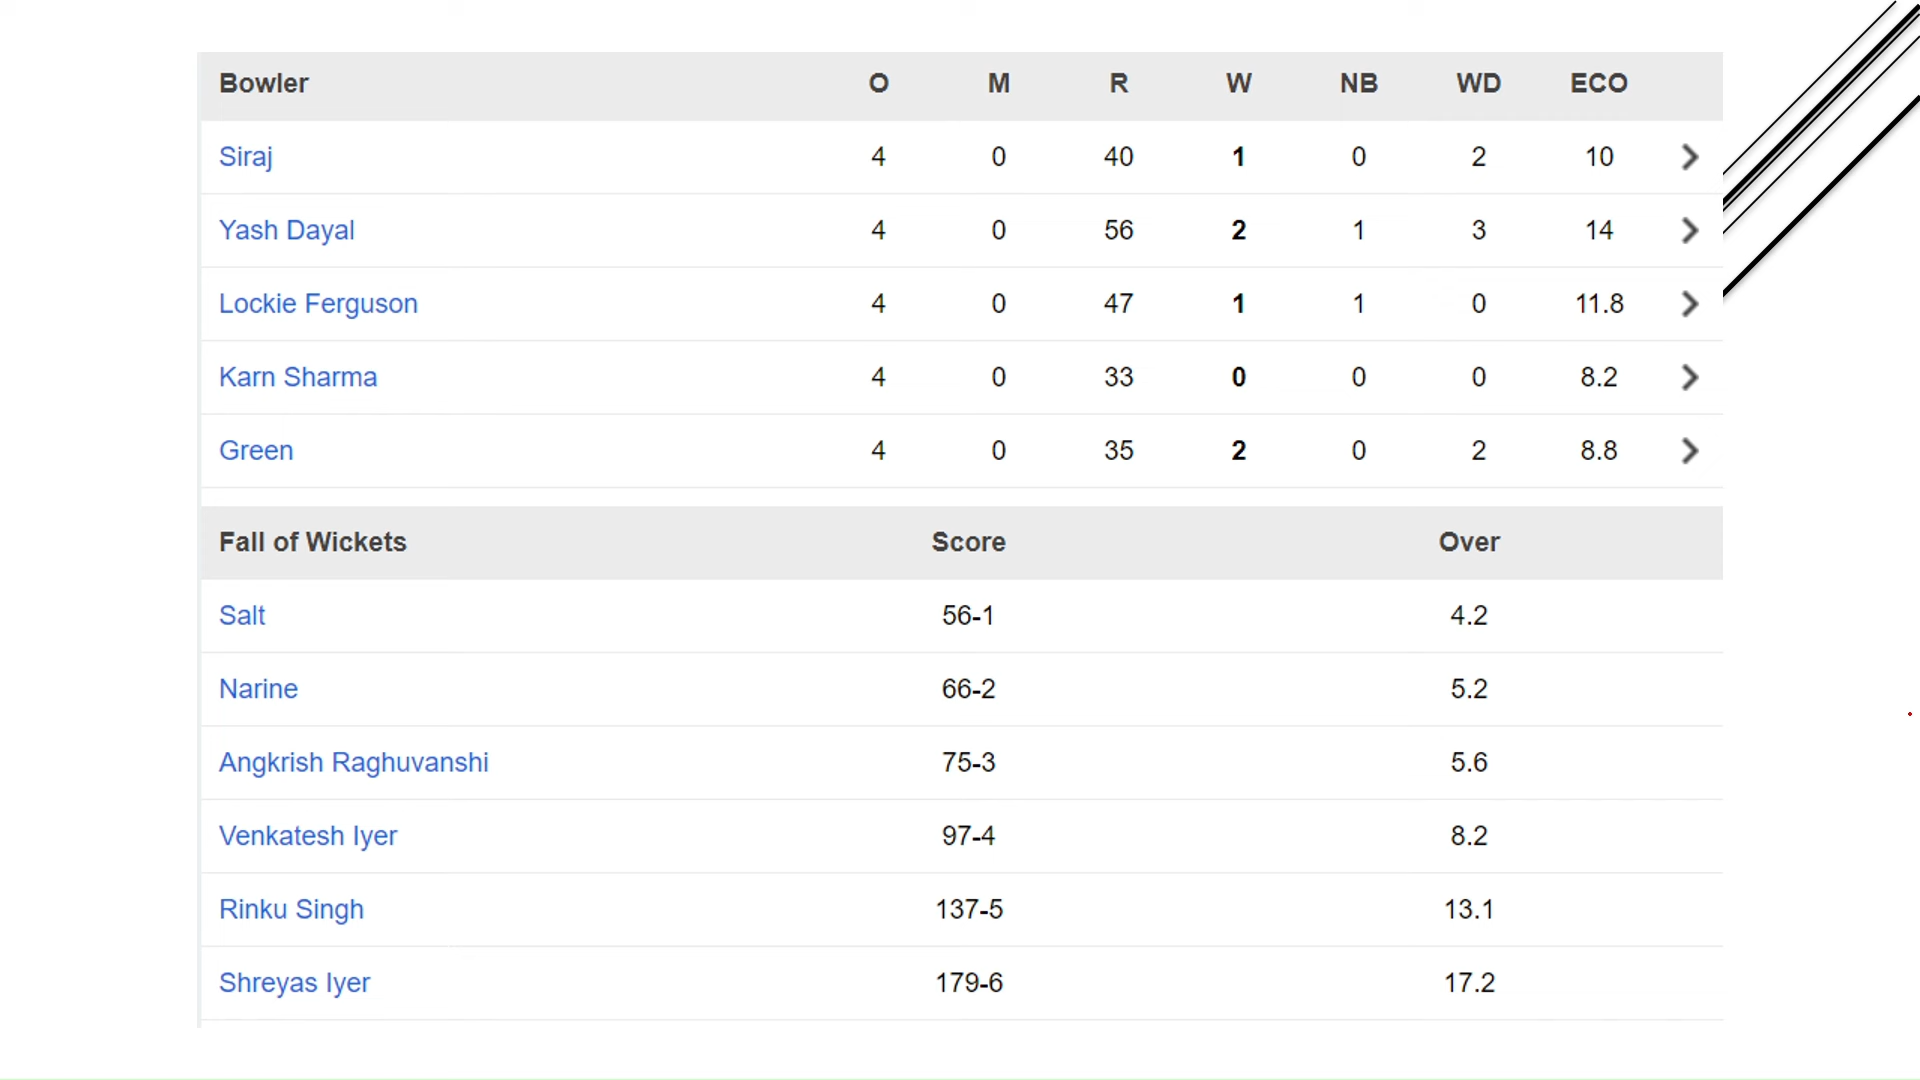 Bowler O M R W NB WD ECO
Siraj 4 0 40 1 0 2 10
Yash Dayal 4 0 56 2 1 3 14
Lockie Ferguson 4 0 47 1 1 0 11.8
Karn Sharma 4 0 33 0 0 0 8.2
Green 4 0 35 2 0 2 8.8
Fall of Wickets Score Over
Salt 56-1 4.2
Narine 66-2 5.2
Angkrish Raghuvanshi 75-3 5.6
Venkatesh Iyer 97-4 8.2
Rinku Singh 137-5 13.1
Shreyas Iyer 179-6 17.2